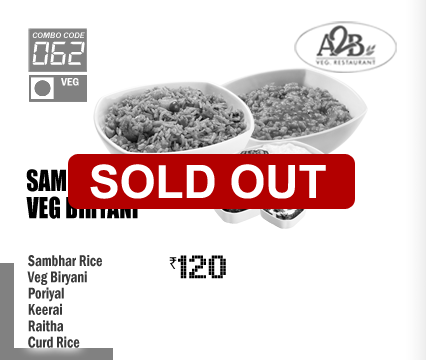 COMBO CODE
062
VEG
A2B
VEG. RESTAURANT
SAM
SOLD OUT
VEG BIRYANI
Sambhar Rice
₹120
Veg Biryani
Poriyal
Keerai
Raitha
Curd Rice